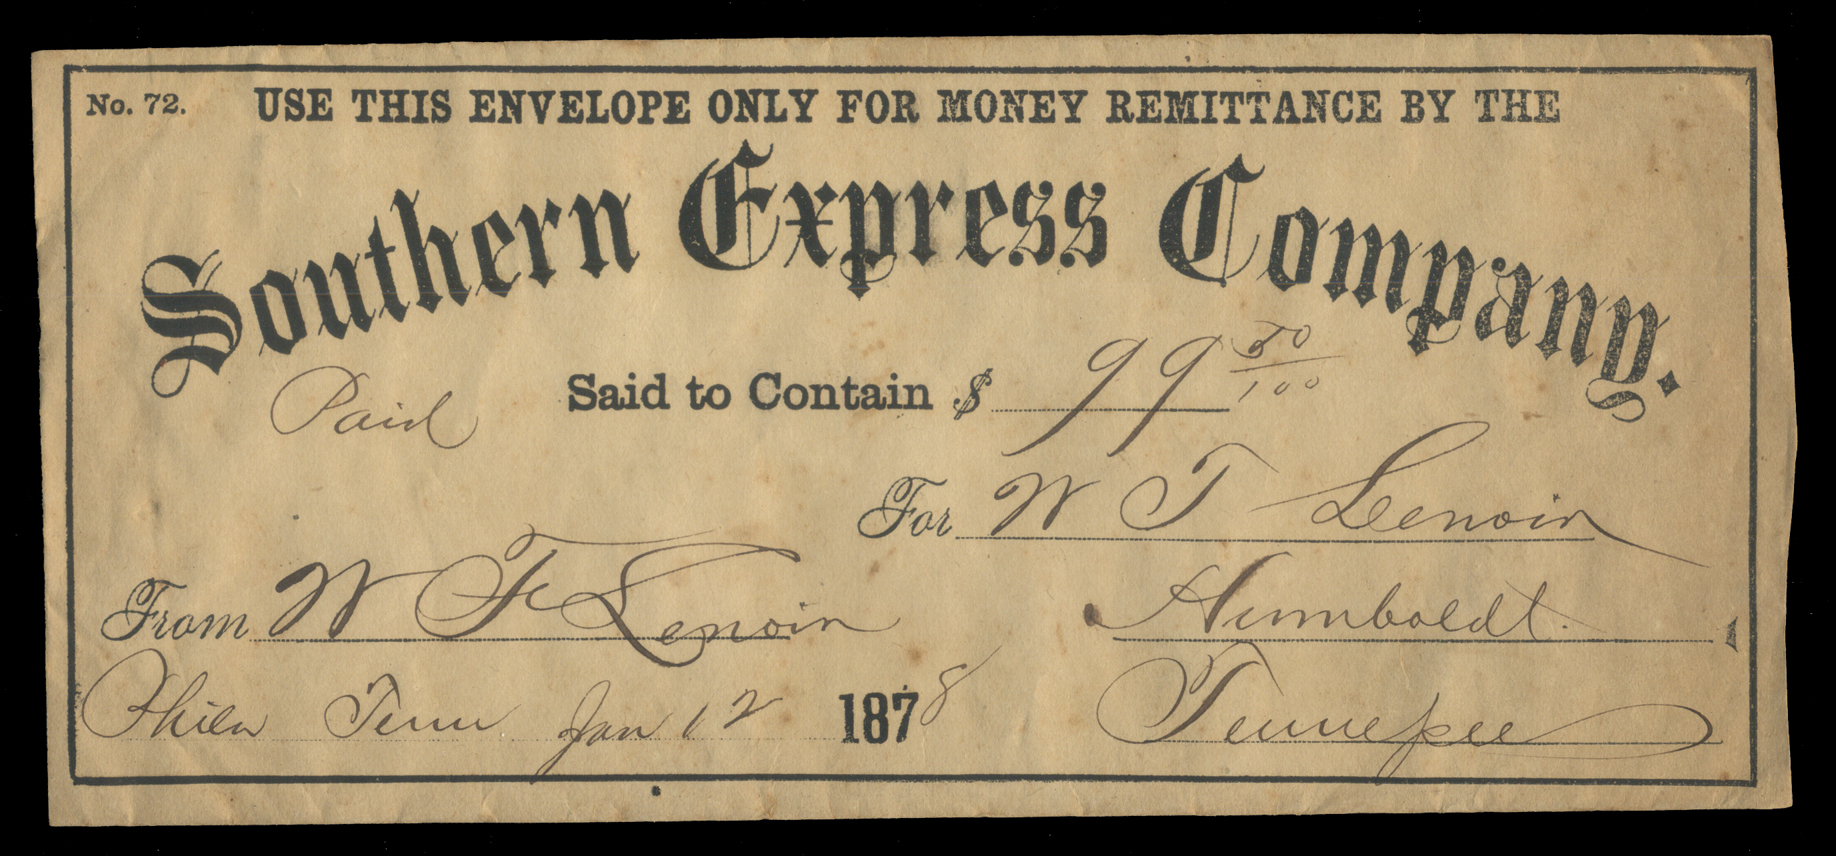 No. 72. USE THIS ENVELOPE ONLY FOR MONEY REMITTANCE BY THE
Southern Express Company.
Paid Said to Contain $ 99 50/100
For W T Lenoir
From W F Lenoir Humboldt.
Phila Tenn Jan 12 1878 Tennessee